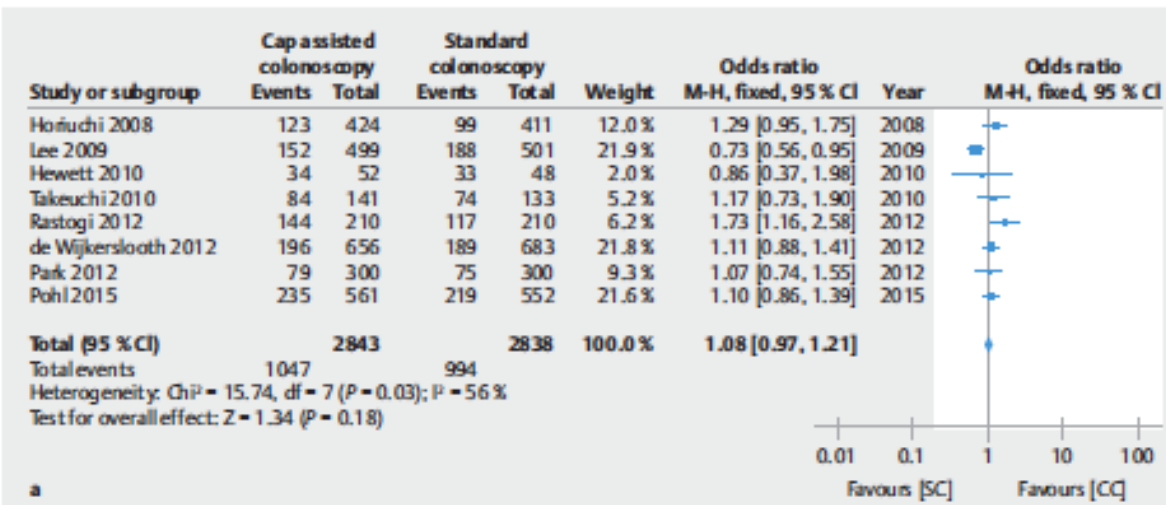 Cap assisted colonoscopy Standard colonoscopy Odds ratio Odds ratio
Study or subgroup Events Total Events Total Weight M-H, fixed, 95 % CI Year M-H, fixed, 95 % CI
Horiuchi 2008 123 424 99 411 12.0 % 1.29 [0.95, 1.75] 2008
Lee 2009 152 499 188 501 21.9 % 0.73 [0.56, 0.95] 2009
Hewett 2010 34 52 33 48 2.0 % 0.86 [0.37, 1.98] 2010
Takeuchi 2010 84 141 74 133 5.2 % 1.17 [0.73, 1.90] 2010
Rastogi 2012 144 210 117 210 6.2 % 1.73 [1.16, 2.58] 2012
de Wijkerslooth 2012 196 656 189 683 21.8 % 1.11 [0.88, 1.41] 2012
Park 2012 79 300 75 300 9.3 % 1.07 [0.74, 1.55] 2012
Pohl 2015 235 561 219 552 21.6 % 1.10 [0.86, 1.39] 2015
Total (95 % CI) 2843 2838 100.0 % 1.08 [0.97, 1.21]
Total events 1047 994
Heterogeneity: Chi² = 15.74, df = 7 (P = 0.03); I² = 56 %
Test for overall effect: Z = 1.34 (P = 0.18)
0.01 0.1 1 10 100
Favours [SC] Favours [CC]
a